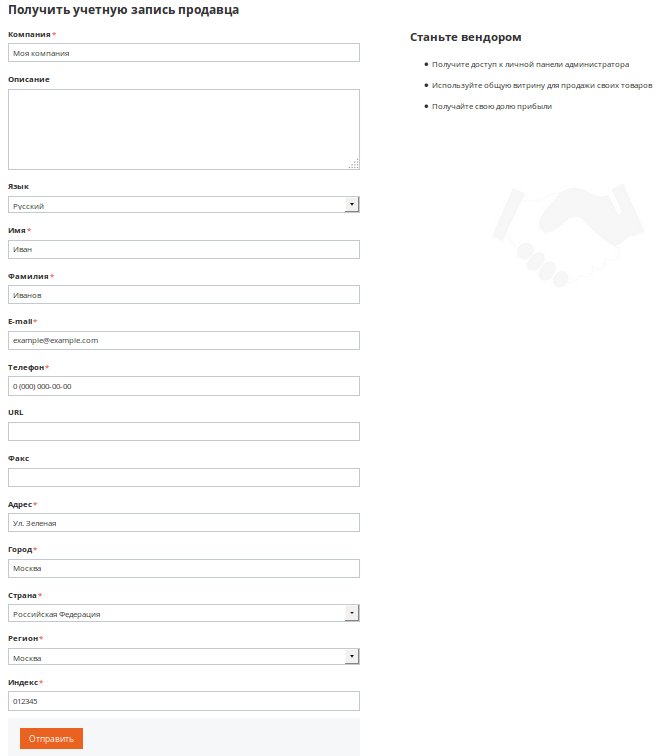 Получить учетную запись продавца
Компания *
Моя компания
Описание
Язык
Русский
Имя *
Иван
Фамилия *
Иванов
E-mail *
example@example.com
Телефон *
0 (000) 000-00-00
URL
Факс
Адрес *
Ул. Зеленая
Город *
Москва
Страна *
Российская Федерация
Регион *
Москва
Индекс *
012345
Отправить
Станьте вендором
• Получите доступ к личной панели администратора
• Используйте общую витрину для продажи своих товаров
• Получайте свою долю прибыли